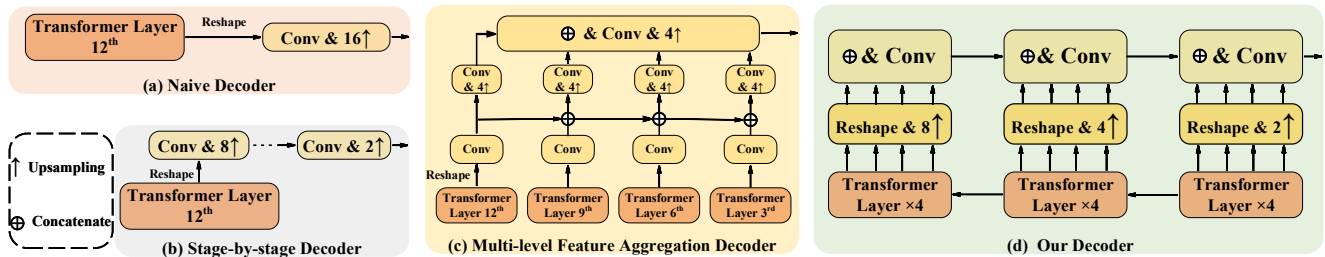 Transformer Layer
12th
Reshape
Conv & 16↑
(a) Naive Decoder
↑ Upsampling
⊕ Concatenate
Conv & 8↑
Conv & 2↑
Reshape
Transformer Layer
12th
(b) Stage-by-stage Decoder
⊕ & Conv & 4↑
Conv
& 4↑
Conv
& 4↑
Conv
& 4↑
Conv
& 4↑
⊕
⊕
⊕
Conv
Conv
Conv
Conv
Reshape
Transformer
Layer 12th
Transformer
Layer 9th
Transformer
Layer 6th
Transformer
Layer 3rd
(c) Multi-level Feature Aggregation Decoder
⊕ & Conv
⊕ & Conv
⊕ & Conv
Reshape & 8↑
Reshape & 4↑
Reshape & 2↑
Transformer
Layer ×4
Transformer
Layer ×4
Transformer
Layer ×4
(d) Our Decoder